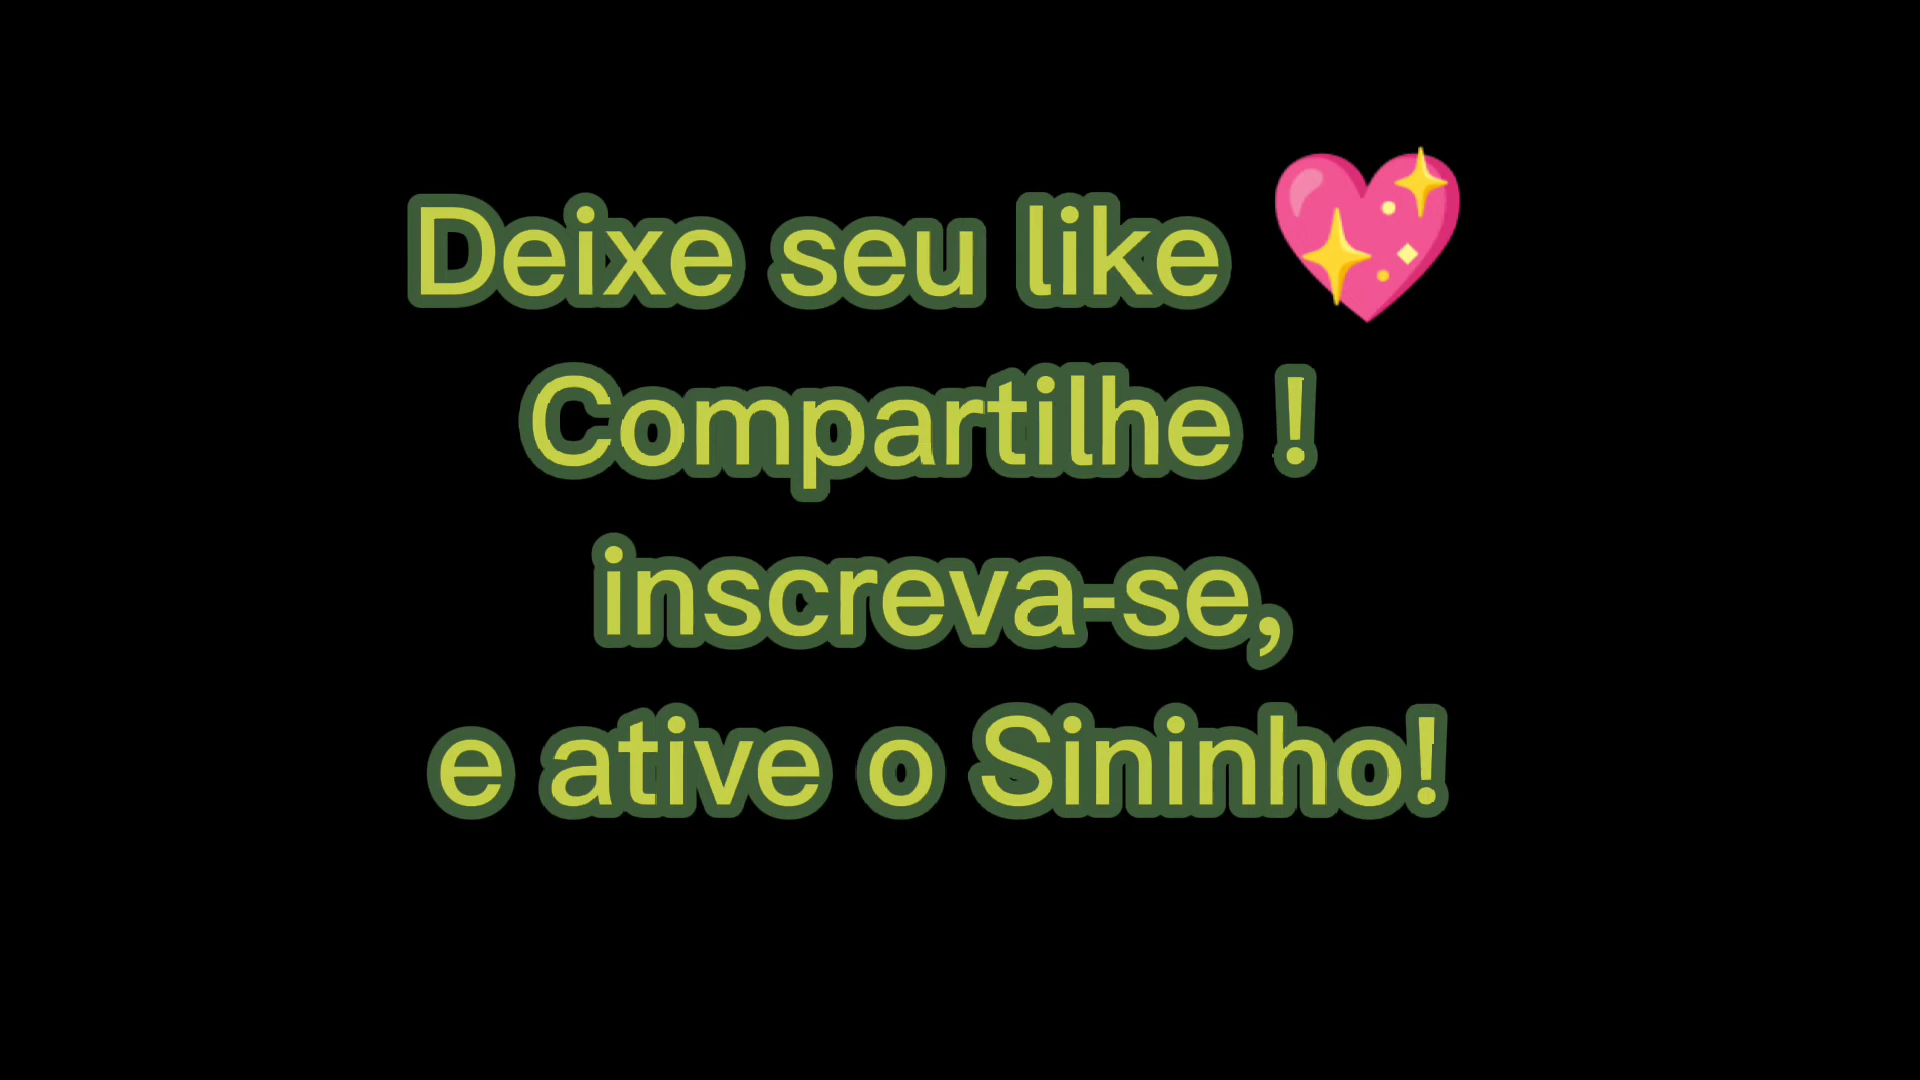 Deixe seu like 💖
Compartilhe !
inscreva-se,
e ative o Sininho!